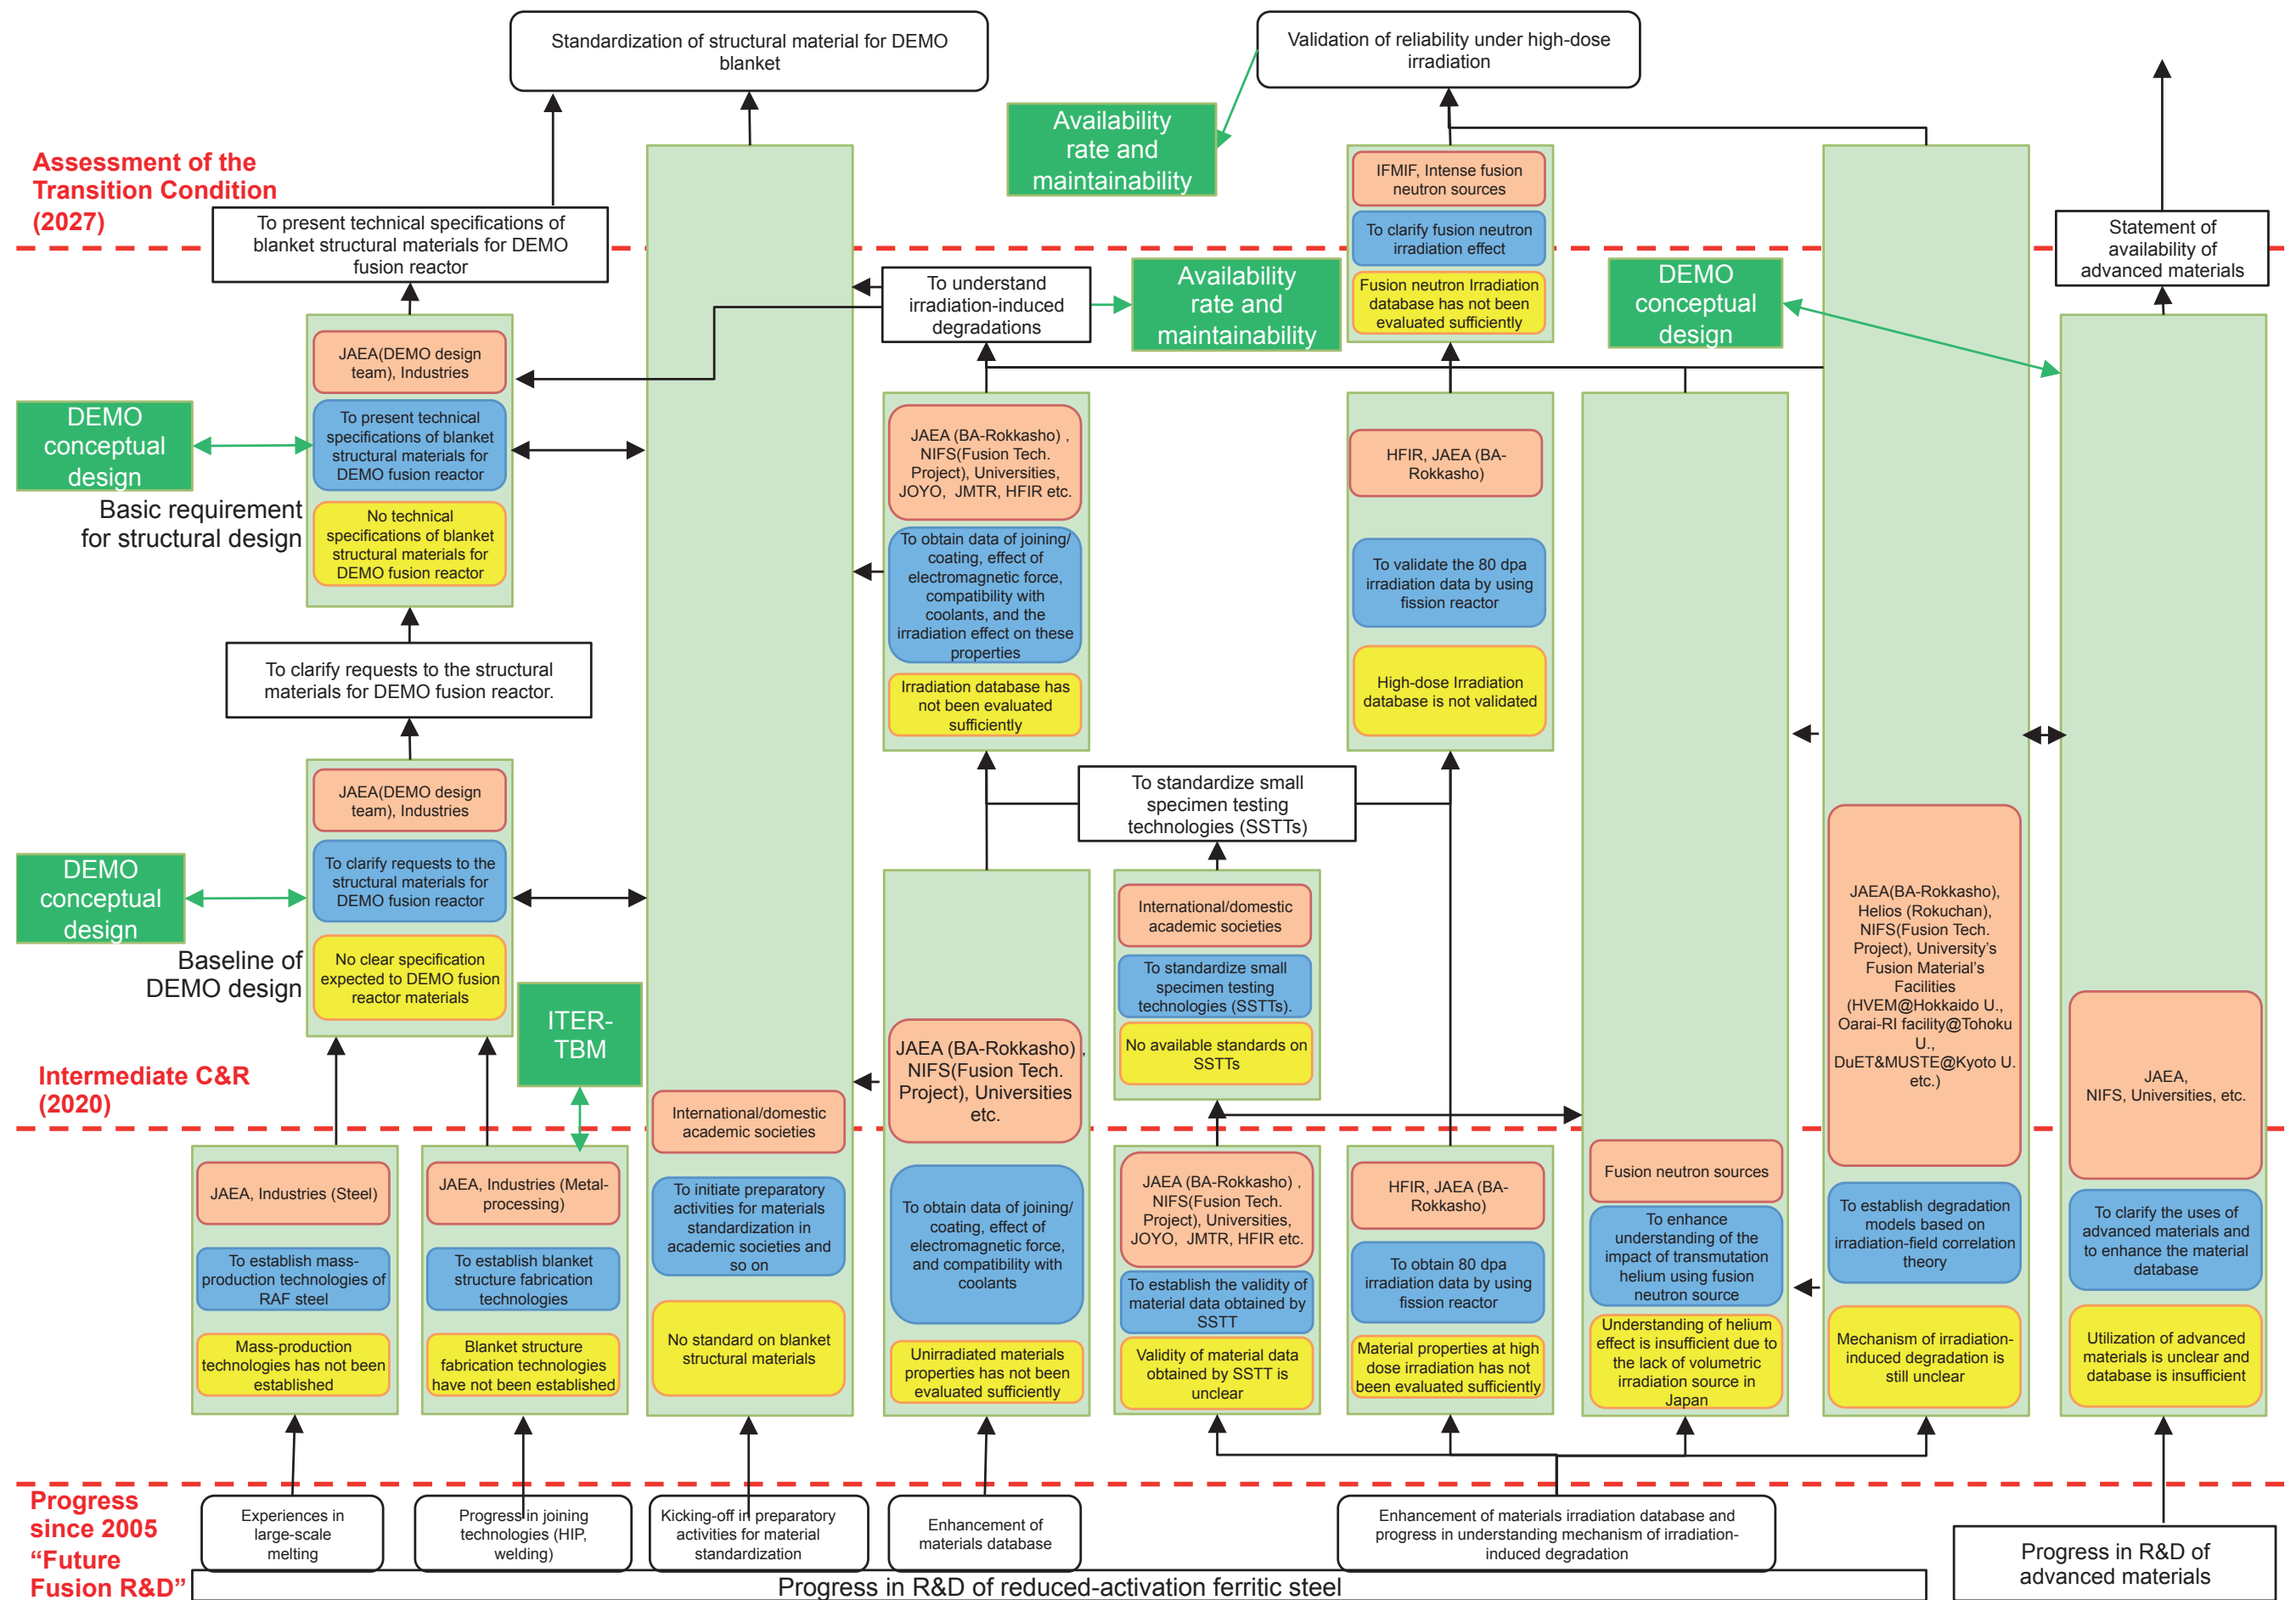 Standardization of structural material for DEMO
blanket
Validation of reliability under high-dose
irradiation
Availability
rate and
maintainability
Assessment of the
Transition Condition
(2027)
To present technical specifications of
blanket structural materials for DEMO
fusion reactor
IFMIF, Intense fusion
neutron sources
To clarify fusion neutron
irradiation effect
Fusion neutron Irradiation
database has not been
evaluated sufficiently
Statement of
availability of
advanced materials
To understand
irradiation-induced
degradations
Availability
rate and
maintainability
DEMO
conceptual
design
JAEA(DEMO design
team), Industries
To present technical
specifications of blanket
structural materials for
DEMO fusion reactor
No technical
specifications of blanket
structural materials for
DEMO fusion reactor
DEMO
conceptual
design
Basic requirement
for structural design
JAEA (BA-Rokkasho) ,
NIFS(Fusion Tech.
Project), Universities,
JOYO,  JMTR, HFIR etc.
To obtain data of joining/
coating, effect of
electromagnetic force,
compatibility with
coolants, and the
irradiation effect on these
properties
Irradiation database has
not been evaluated
sufficiently
HFIR, JAEA (BA-
Rokkasho)
To validate the 80 dpa
irradiation data by using
fission reactor
High-dose Irradiation
database is not validated
To clarify requests to the structural
materials for DEMO fusion reactor.
To standardize small
specimen testing
technologies (SSTTs)
JAEA(DEMO design
team), Industries
To clarify requests to the
structural materials for
DEMO fusion reactor
No clear specification
expected to DEMO fusion
reactor materials
DEMO
conceptual
design
Baseline of
DEMO design
ITER-
TBM
International/domestic
academic societies
To standardize small
specimen testing
technologies (SSTTs).
No available standards on
SSTTs
Intermediate C&R
(2020)
JAEA, Industries (Steel)
To establish mass-
production technologies of
RAF steel
Mass-production
technologies has not been
established
JAEA, Industries (Metal-
processing)
To establish blanket
structure fabrication
technologies
Blanket structure
fabrication technologies
have not been established
International/domestic
academic societies
To initiate preparatory
activities for materials
standardization in
academic societies and
so on
No standard on blanket
structural materials
JAEA (BA-Rokkasho) ,
NIFS(Fusion Tech.
Project), Universities
etc.
To obtain data of joining/
coating, effect of
electromagnetic force,
and compatibility with
coolants
Unirradiated materials
properties has not been
evaluated sufficiently
JAEA (BA-Rokkasho) ,
NIFS(Fusion Tech.
Project), Universities,
JOYO,  JMTR, HFIR etc.
To establish the validity of
material data obtained by
SSTT
Validity of material data
obtained by SSTT is
unclear
HFIR, JAEA (BA-
Rokkasho)
To obtain 80 dpa
irradiation data by using
fission reactor
Material properties at high
dose irradiation has not
been evaluated sufficiently
Fusion neutron sources
To enhance
understanding of the
impact of transmutation
helium using fusion
neutron source
Understanding of helium
effect is insufficient due to
the lack of volumetric
irradiation source in
Japan
JAEA(BA-Rokkasho),
Helios (Rokuchan),
NIFS(Fusion Tech.
Project), University's
Fusion Material's
Facilities
(HVEM@Hokkaido U.,
Oarai-RI facility@Tohoku
U.,
DuET&MUSTE@Kyoto U.
etc.)
To establish degradation
models based on
irradiation-field correlation
theory
Mechanism of irradiation-
induced degradation is
still unclear
JAEA,
NIFS, Universities, etc.
To clarify the uses of
advanced materials and
to enhance the material
database
Utilization of advanced
materials is unclear and
database is insufficient
Progress
since 2005
“Future
Fusion R&D”
Experiences in
large-scale
melting
Progress in joining
technologies (HIP,
welding)
Kicking-off in preparatory
activities for material
standardization
Enhancement of
materials database
Enhancement of materials irradiation database and
progress in understanding mechanism of irradiation-
induced degradation
Progress in R&D of
advanced materials
Progress in R&D of reduced-activation ferritic steel